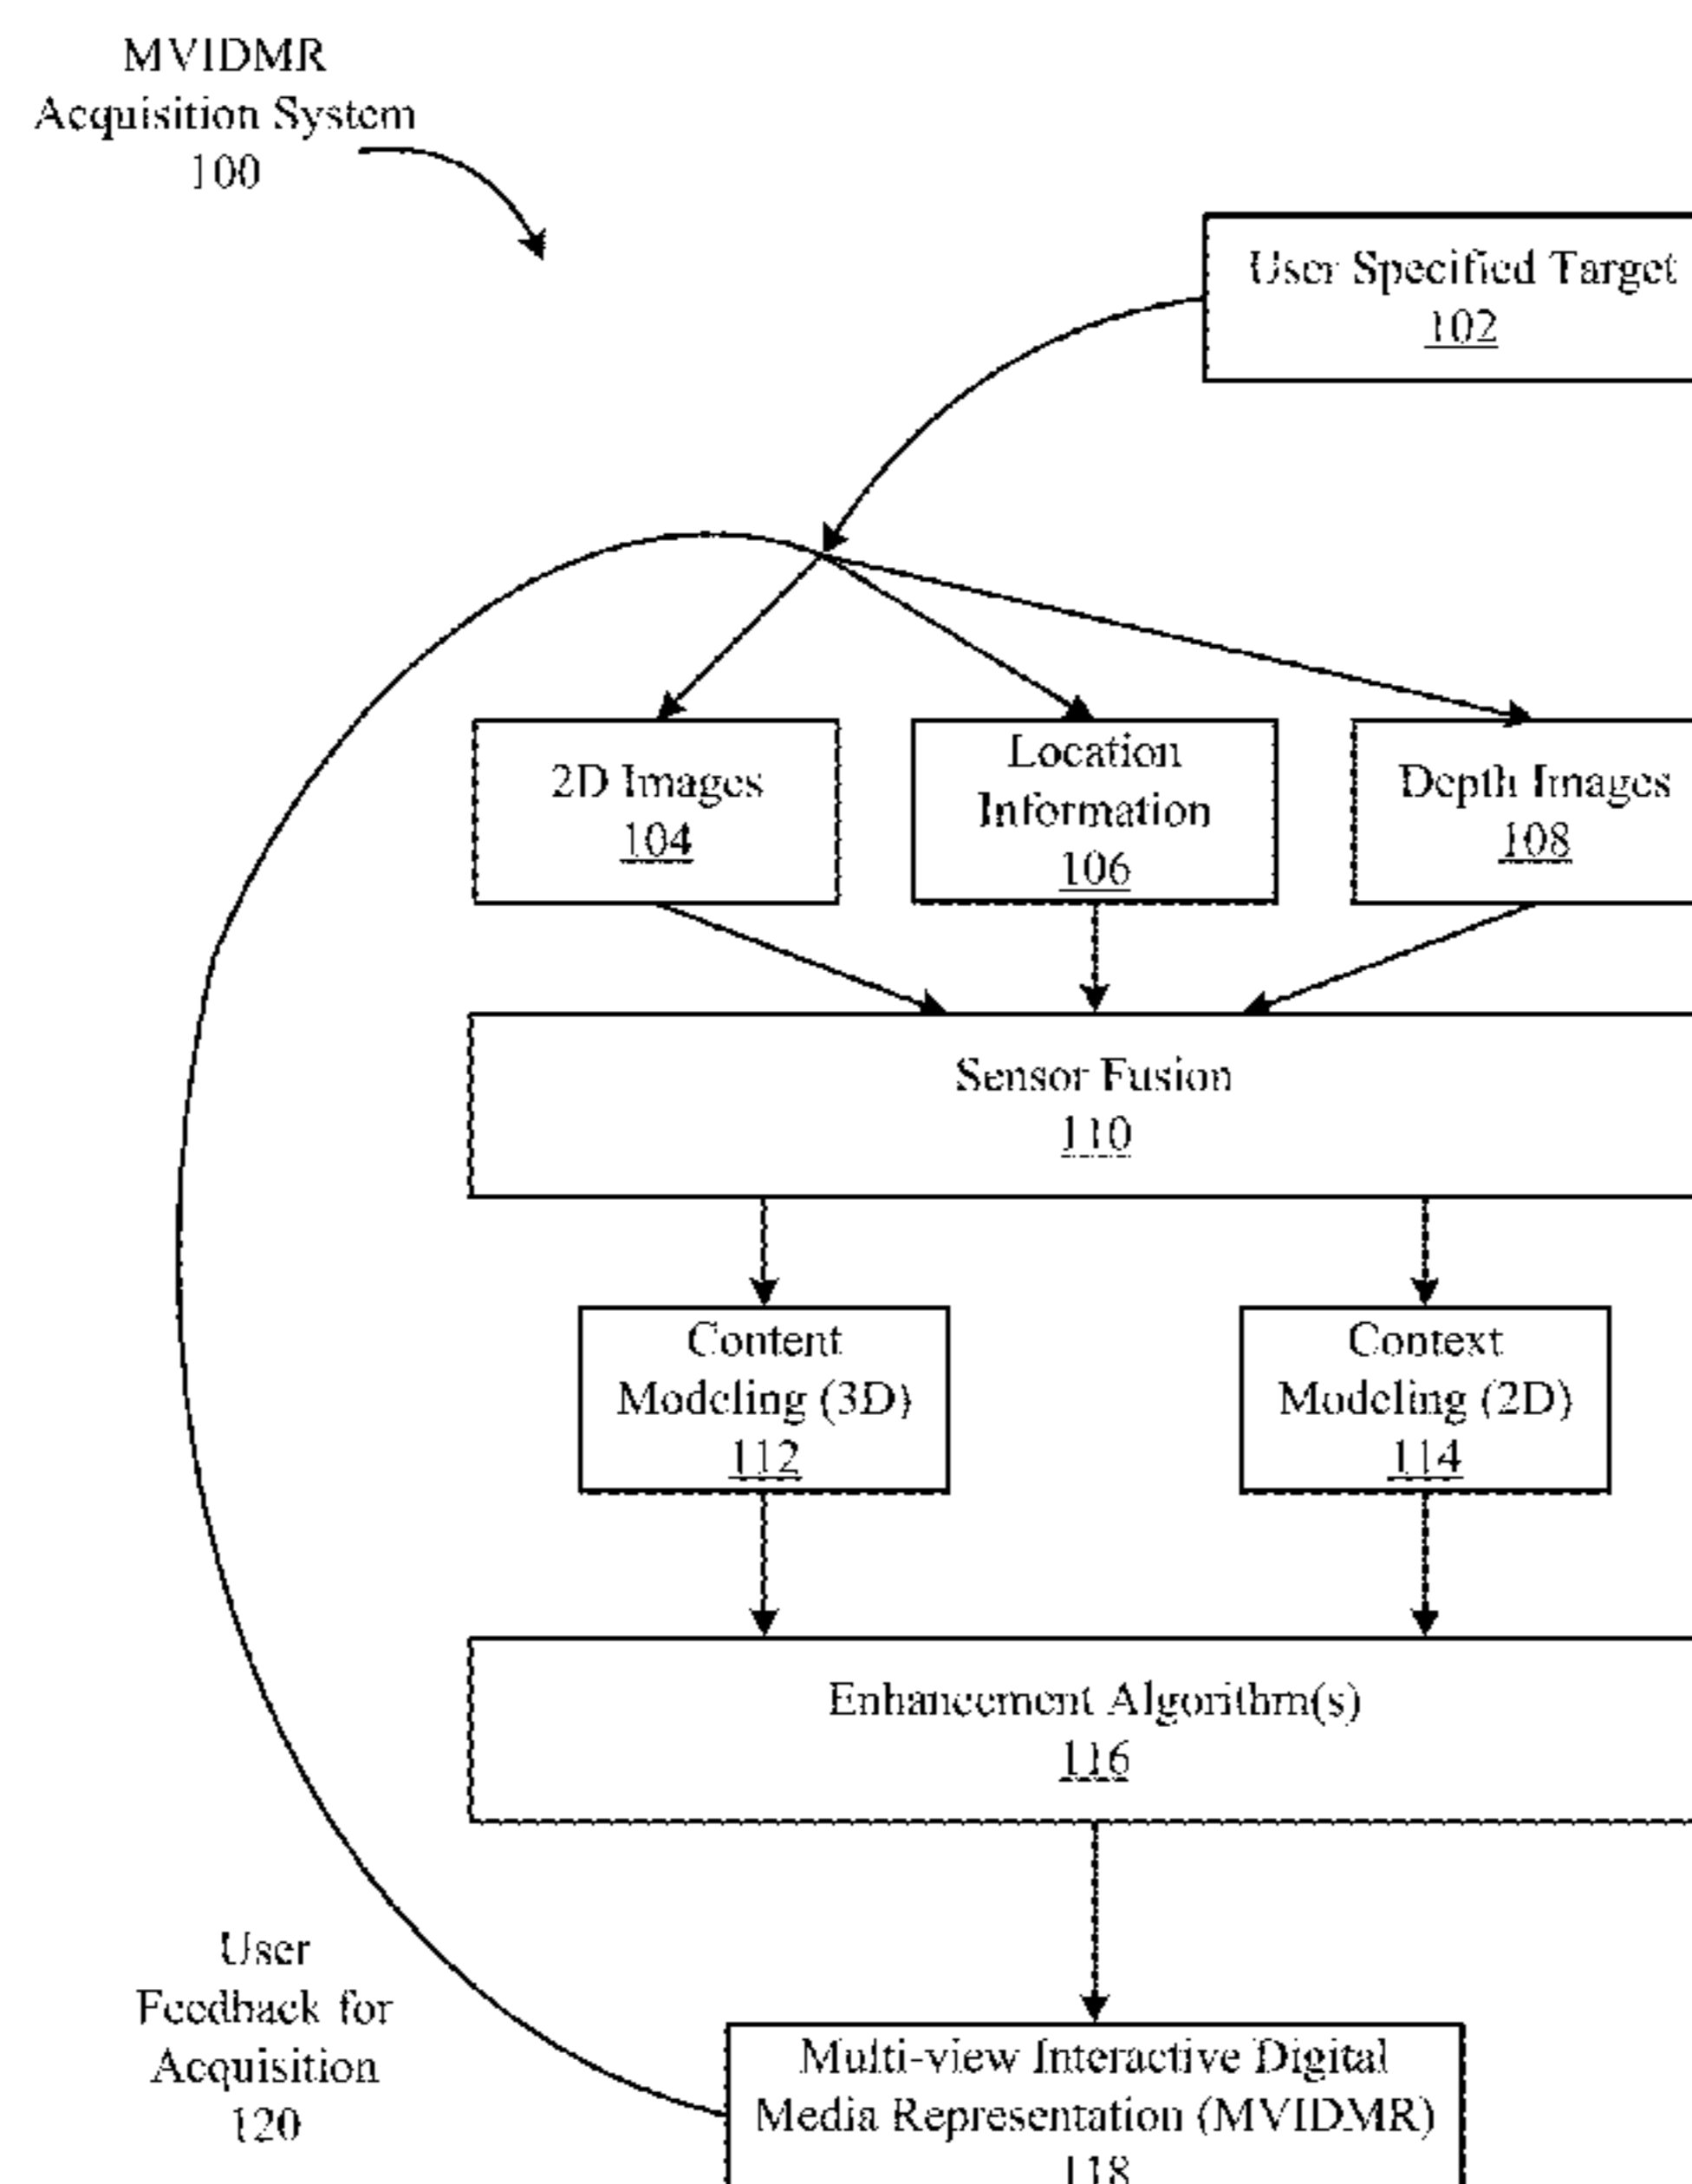 MVIDMR
Acquisition System
100
User Specified Target
102
2D Images
104
Location
Information
106
Depth Images
108
Sensor Fusion
110
Content
Modeling (3D)
112
Context
Modeling (2D)
114
Enhancement Algorithm(s)
116
User
Feedback for
Acquisition
120
Multi-view Interactive Digital
Media Representation (MVIDMR)
118